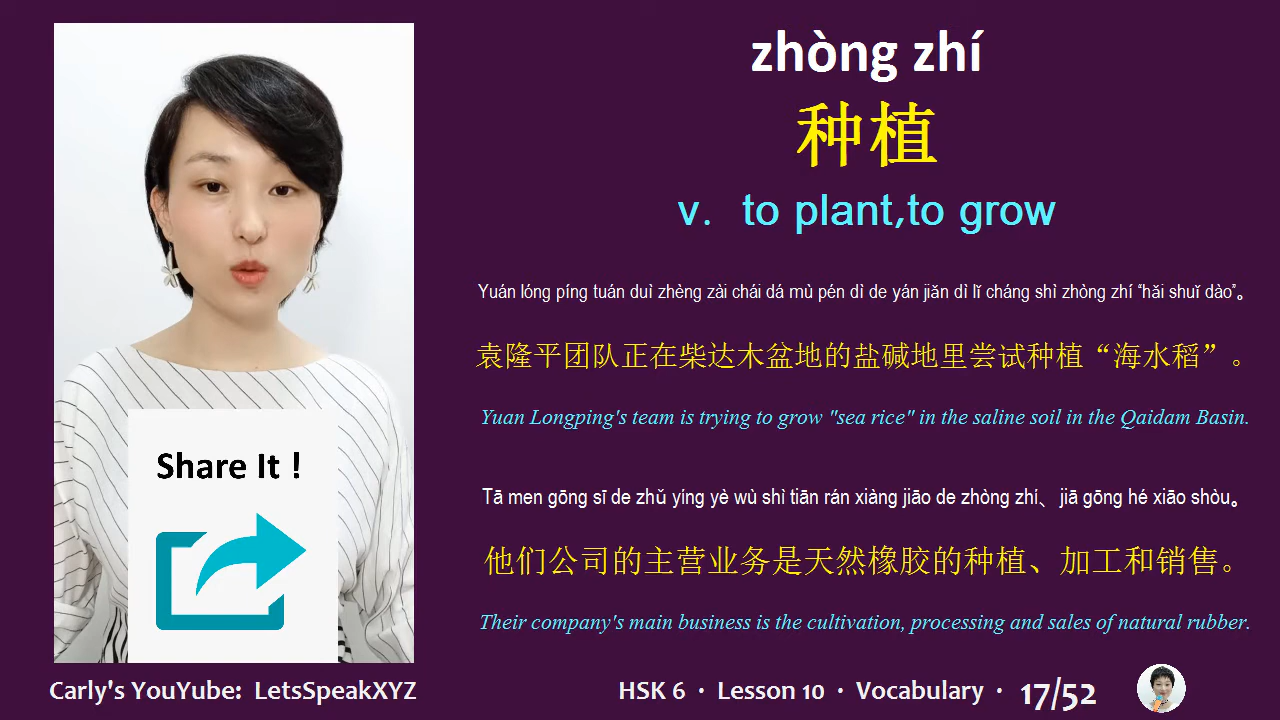 zhòng zhí
种植
v. to plant,to grow
Yuán lóng píng tuán duì zhèng zài chái dá mù pén dì de yán jiǎn dì lǐ cháng shì zhòng zhí “hǎi shuǐ dào”。
袁隆平团队正在柴达木盆地的盐碱地里尝试种植“海水稻”。
Yuan Longping's team is trying to grow "sea rice" in the saline soil in the Qaidam Basin.
Tā men gōng sī de zhǔ yíng yè wù shì tiān rán xiàng jiāo de zhòng zhí、jiā gōng hé xiāo shòu。
他们公司的主营业务是天然橡胶的种植、加工和销售。
Their company's main business is the cultivation, processing and sales of natural rubber.
Share It !
Carly's YouYube: LetsSpeakXYZ
HSK 6 · Lesson 10 · Vocabulary · 17/52